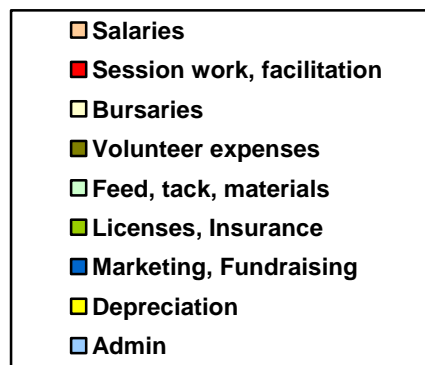 Salaries
Session work, facilitation
Bursaries
Volunteer expenses
Feed, tack, materials
Licenses, Insurance
Marketing, Fundraising
Depreciation
Admin